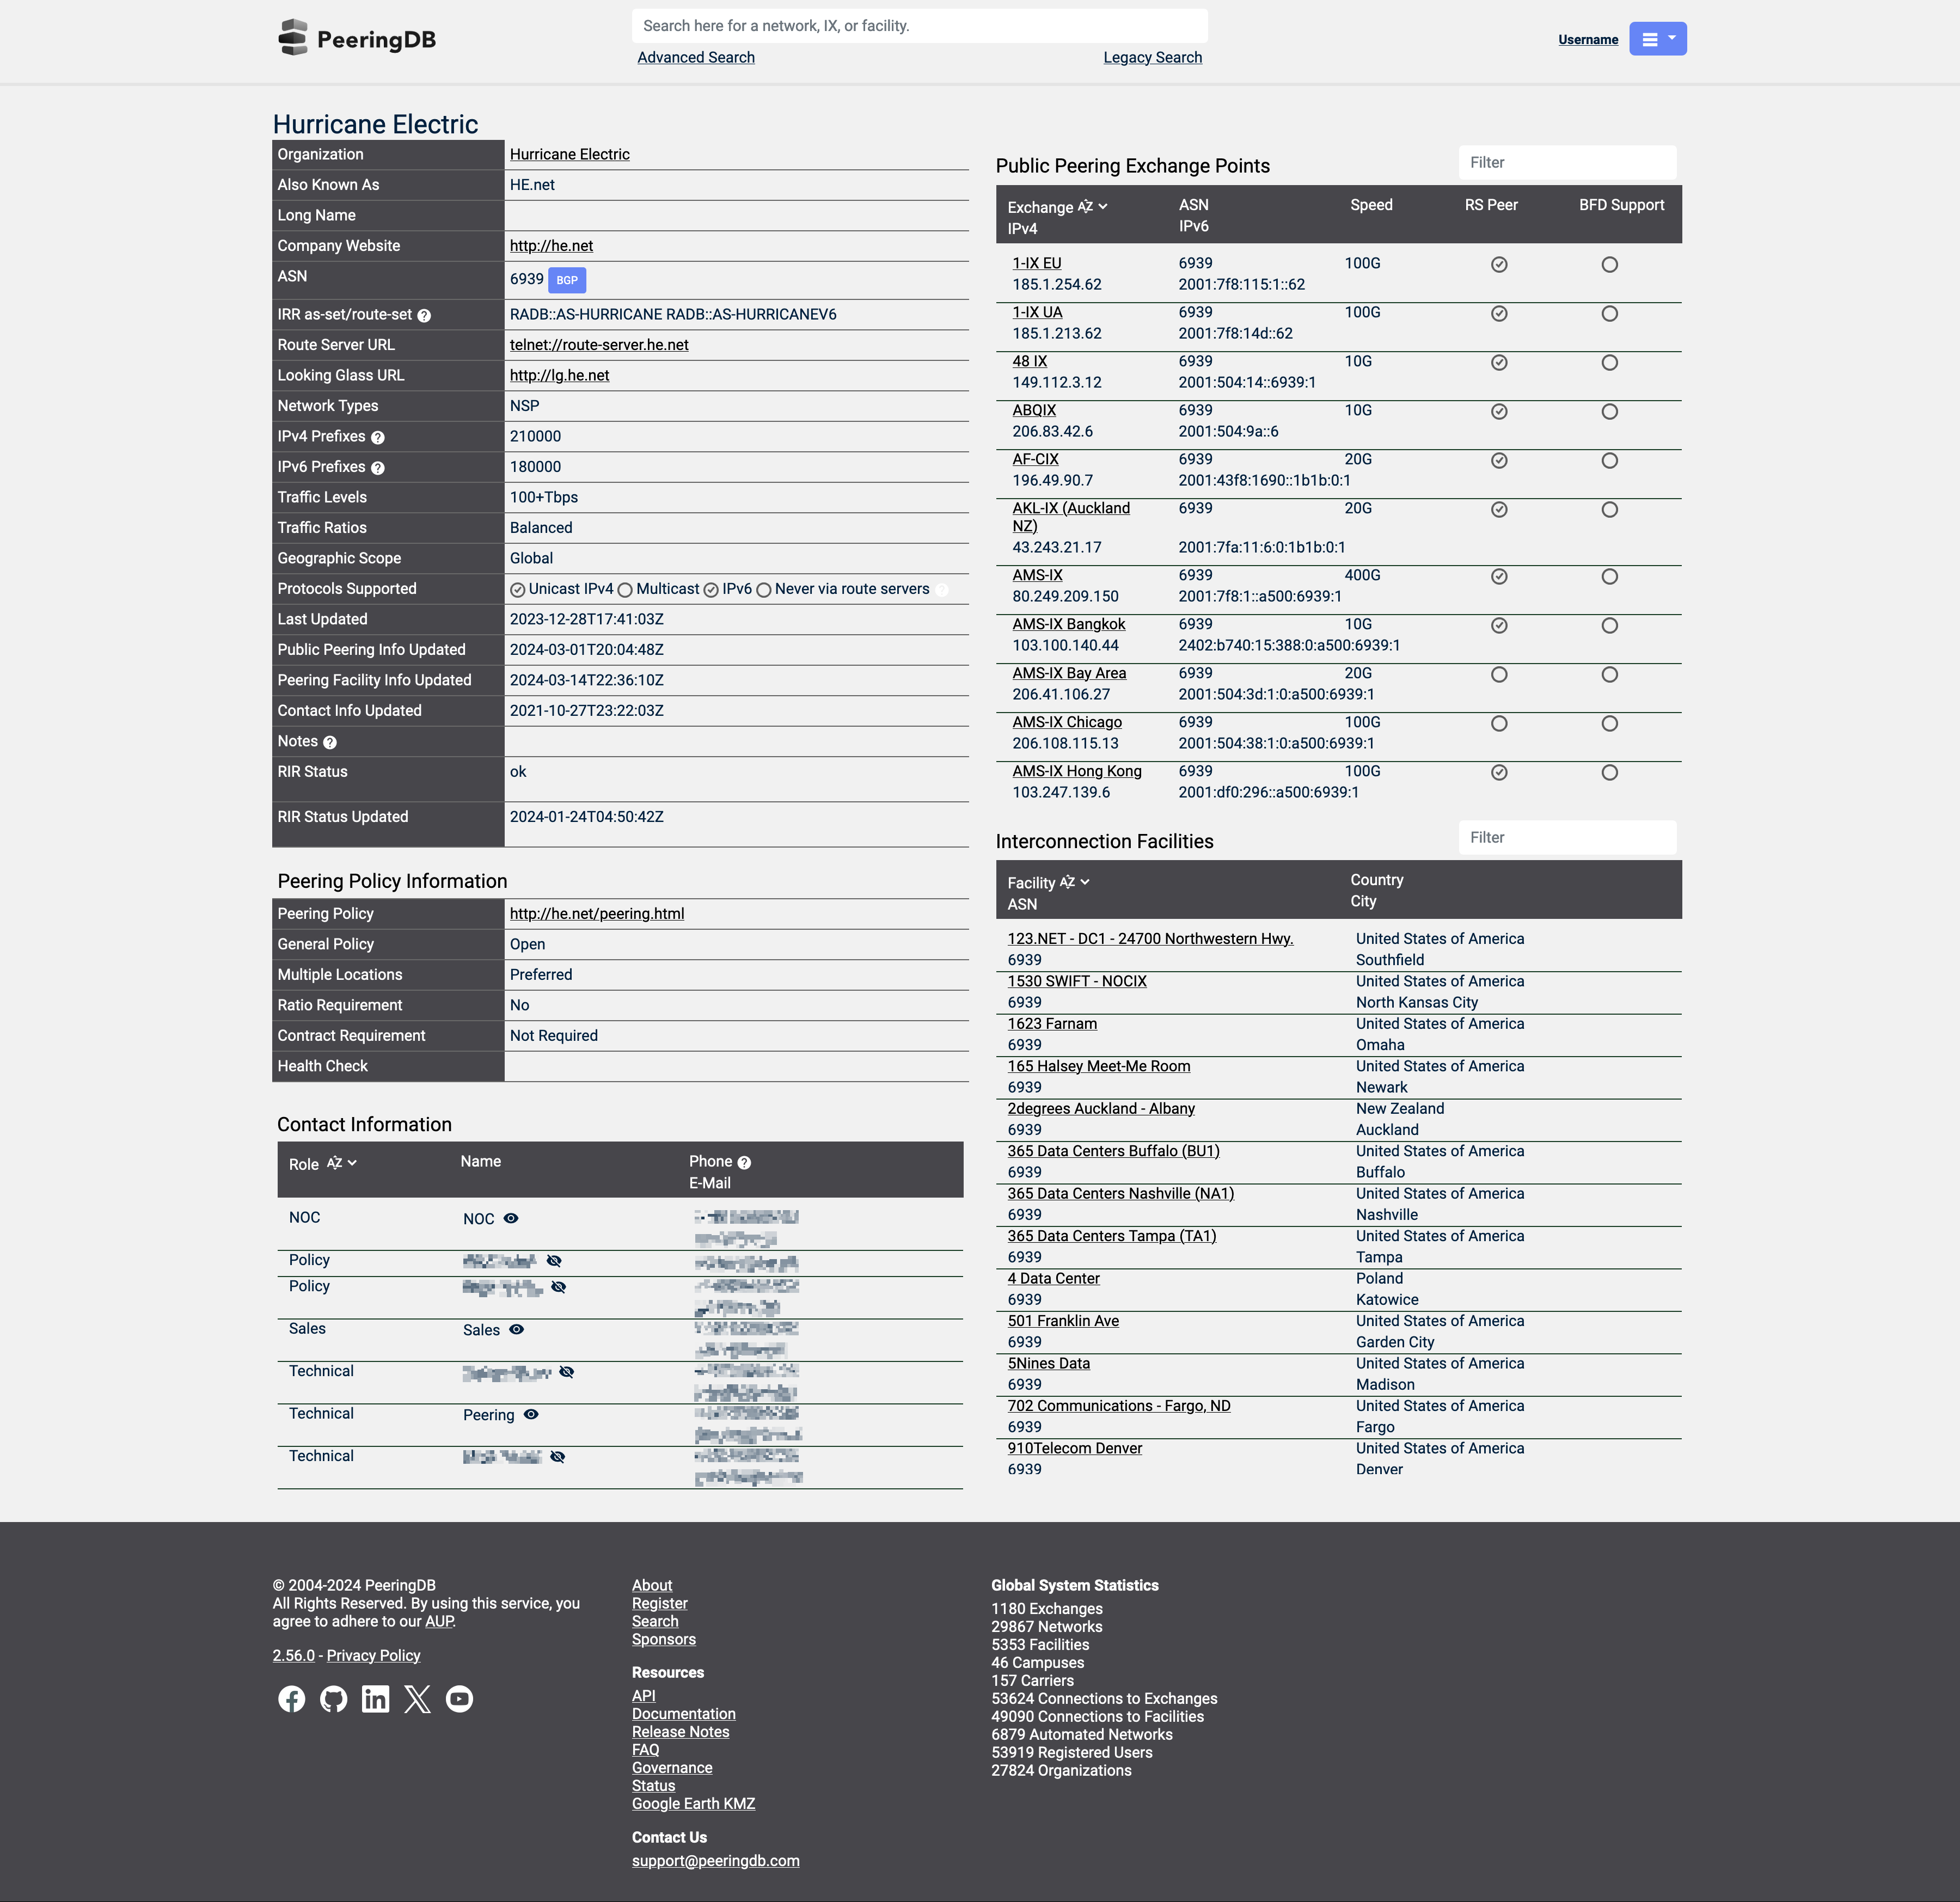 PeeringDB
Search here for a network, IX, or facility.
Advanced Search
Legacy Search
Username
Hurricane Electric
Organization Hurricane Electric
Also Known As HE.net
Long Name
Company Website http://he.net
ASN 6939 BGP
IRR as-set/route-set ? RADB::AS-HURRICANE RADB::AS-HURRICANEV6
Route Server URL telnet://route-server.he.net
Looking Glass URL http://lg.he.net
Network Types NSP
IPv4 Prefixes ? 210000
IPv6 Prefixes ? 180000
Traffic Levels 100+Tbps
Traffic Ratios Balanced
Geographic Scope Global
Protocols Supported Unicast IPv4 Multicast IPv6 Never via route servers ?
Last Updated 2023-12-28T17:41:03Z
Public Peering Info Updated 2024-03-01T20:04:48Z
Peering Facility Info Updated 2024-03-14T22:36:10Z
Contact Info Updated 2021-10-27T23:22:03Z
Notes ?
RIR Status ok
RIR Status Updated 2024-01-24T04:50:42Z
Peering Policy Information
Peering Policy http://he.net/peering.html
General Policy Open
Multiple Locations Preferred
Ratio Requirement No
Contract Requirement Not Required
Health Check
Contact Information
Role AZ Name Phone ?
E-Mail
NOC NOC
Policy
Policy
Sales Sales
Technical
Technical Peering
Technical
Public Peering Exchange Points
Filter
Exchange AZ ASN Speed RS Peer BFD Support
IPv4 IPv6
1-IX EU 6939 100G
185.1.254.62 2001:7f8:115:1::62
1-IX UA 6939 100G
185.1.213.62 2001:7f8:14d::62
48 IX 6939 10G
149.112.3.12 2001:504:14::6939:1
ABQIX 6939 10G
206.83.42.6 2001:504:9a::6
AF-CIX 6939 20G
196.49.90.7 2001:43f8:1690::1b1b:0:1
AKL-IX (Auckland 6939 20G
NZ)
43.243.21.17 2001:7fa:11:6:0:1b1b:0:1
AMS-IX 6939 400G
80.249.209.150 2001:7f8:1::a500:6939:1
AMS-IX Bangkok 6939 10G
103.100.140.44 2402:b740:15:388:0:a500:6939:1
AMS-IX Bay Area 6939 20G
206.41.106.27 2001:504:3d:1:0:a500:6939:1
AMS-IX Chicago 6939 100G
206.108.115.13 2001:504:38:1:0:a500:6939:1
AMS-IX Hong Kong 6939 100G
103.247.139.6 2001:df0:296::a500:6939:1
Interconnection Facilities
Filter
Facility AZ Country
ASN City
123.NET - DC1 - 24700 Northwestern Hwy. United States of America
6939 Southfield
1530 SWIFT - NOCIX United States of America
6939 North Kansas City
1623 Farnam United States of America
6939 Omaha
165 Halsey Meet-Me Room United States of America
6939 Newark
2degrees Auckland - Albany New Zealand
6939 Auckland
365 Data Centers Buffalo (BU1) United States of America
6939 Buffalo
365 Data Centers Nashville (NA1) United States of America
6939 Nashville
365 Data Centers Tampa (TA1) United States of America
6939 Tampa
4 Data Center Poland
6939 Katowice
501 Franklin Ave United States of America
6939 Garden City
5Nines Data United States of America
6939 Madison
702 Communications - Fargo, ND United States of America
6939 Fargo
910Telecom Denver United States of America
6939 Denver
© 2004-2024 PeeringDB
All Rights Reserved. By using this service, you
agree to adhere to our AUP.
2.56.0 - Privacy Policy
About
Register
Search
Sponsors
Resources
API
Documentation
Release Notes
FAQ
Governance
Status
Google Earth KMZ
Contact Us
support@peeringdb.com
Global System Statistics
1180 Exchanges
29867 Networks
5353 Facilities
46 Campuses
157 Carriers
53624 Connections to Exchanges
49090 Connections to Facilities
6879 Automated Networks
53919 Registered Users
27824 Organizations